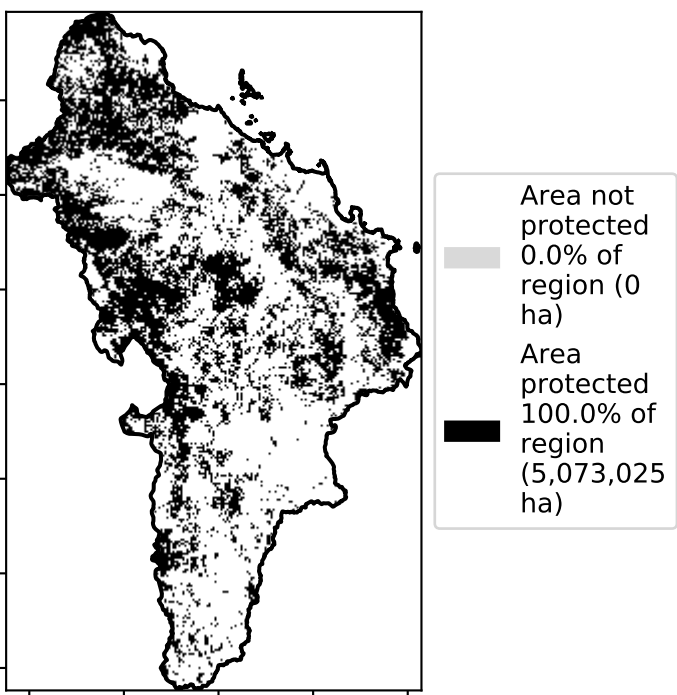 Area not
protected
0.0% of
region (0
ha)
Area
protected
100.0% of
region
(5,073,025
ha)